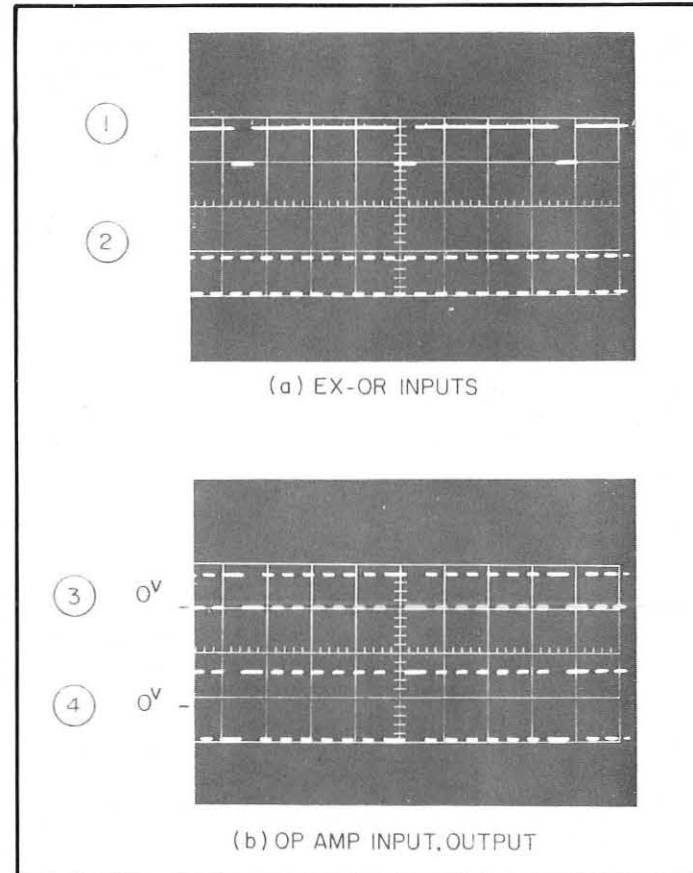 1
2
(a) EX-OR INPUTS
3 0V
4 0V
(b) OP AMP INPUT, OUTPUT